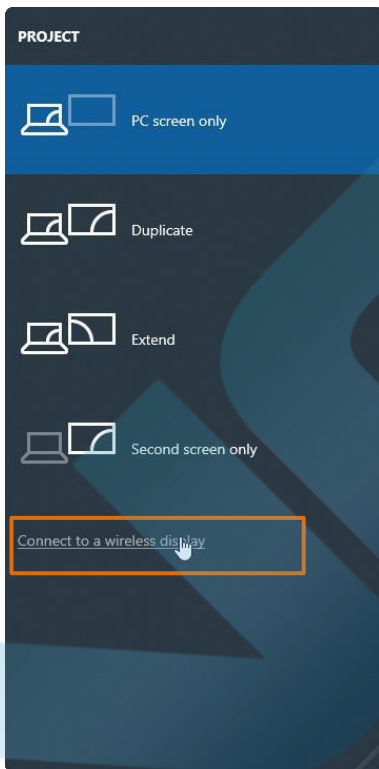 PROJECT
PC screen only
Duplicate
Extend
Second screen only
Connect to a wireless display